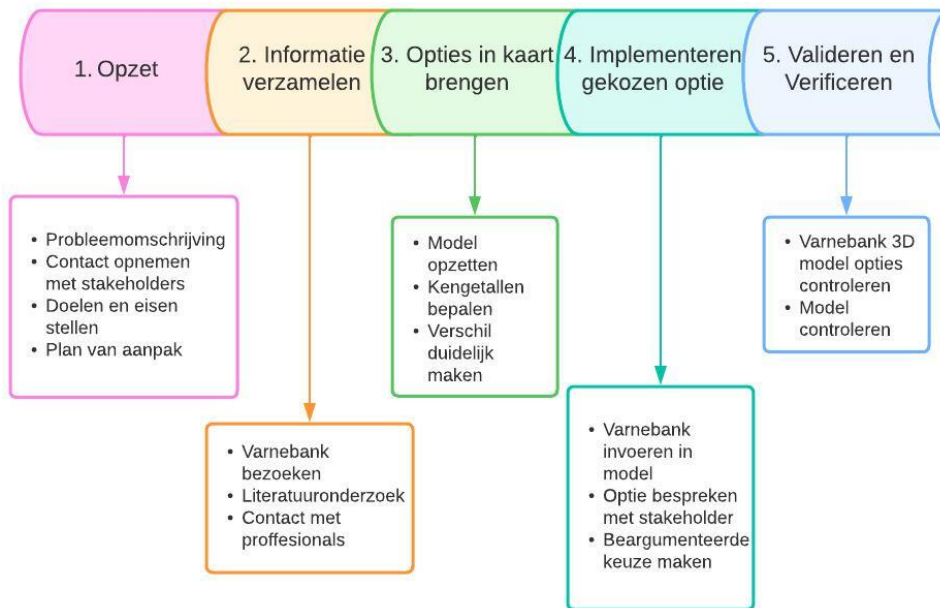 1. Opzet
2. Informatie
verzamelen
3. Opties in kaart
brengen
4. Implementeren
gekozen optie
5. Valideren en
Verificeren
• Probleemomschrijving
• Contact opnemen
met stakeholders
• Doelen en eisen
stellen
• Plan van aanpak
• Varnebank
bezoeken
• Literatuuronderzoek
• Contact met
proffesionals
• Model
opzetten
• Kengetallen
bepalen
• Verschil
duidelijk
maken
• Varnebank
invoeren in
model
• Optie bespreken
met stakeholder
• Beargumenteerde
keuze maken
• Varnebank 3D
model opties
controleren
• Model
controleren